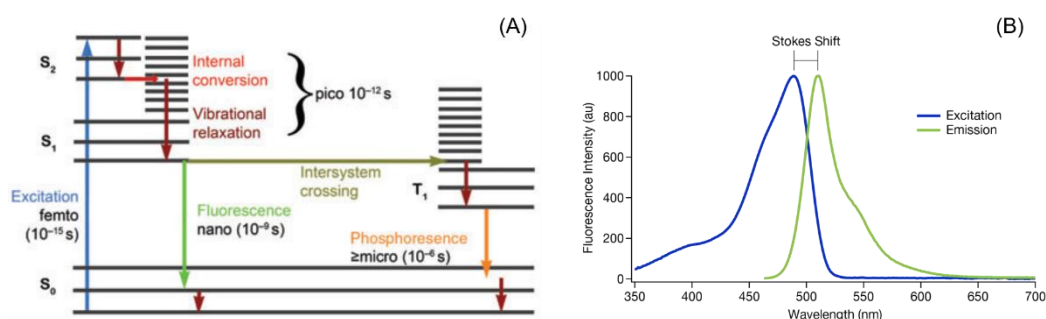 (A)
S2
Internal
conversion
pico 10⁻¹² s
Vibrational
relaxation
S1
Intersystem
crossing
T1
Excitation
femto
(10⁻¹⁵ s)
Fluorescence
nano (10⁻⁹ s)
Phosphoresence
≥micro (10⁻⁶ s)
S0
(B)
Stokes Shift
Excitation
Emission
Fluorescence Intensity (au)
1000
800
600
400
200
0
350 400 450 500 550 600 650 700
Wavelength (nm)